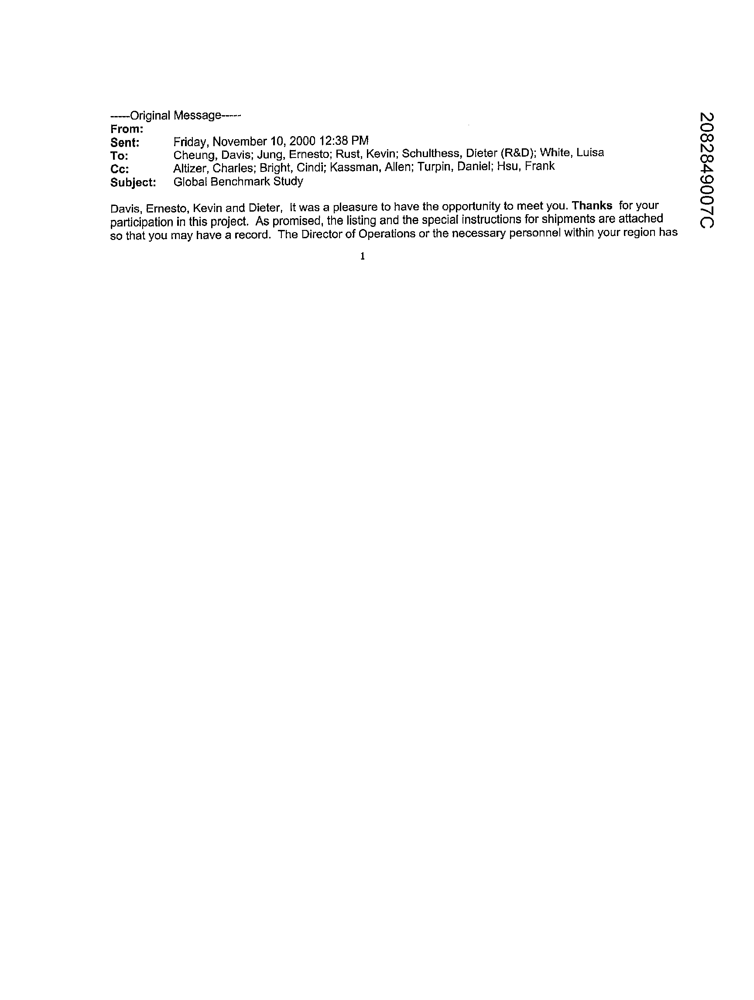 -----Original Message-----
From:
Sent: Friday, November 10, 2000 12:38 PM
To: Cheung, Davis; Jung, Ernesto; Rust, Kevin; Schulthess, Dieter (R&D); White, Luisa
Cc: Altizer, Charles; Bright, Cindi; Kassman, Allen; Turpin, Daniel; Hsu, Frank
Subject: Global Benchmark Study
Davis, Ernesto, Kevin and Dieter, it was a pleasure to have the opportunity to meet you. Thanks for your
participation in this project. As promised, the listing and the special instructions for shipments are attached
so that you may have a record. The Director of Operations or the necessary personnel within your region has
1
2082849007C